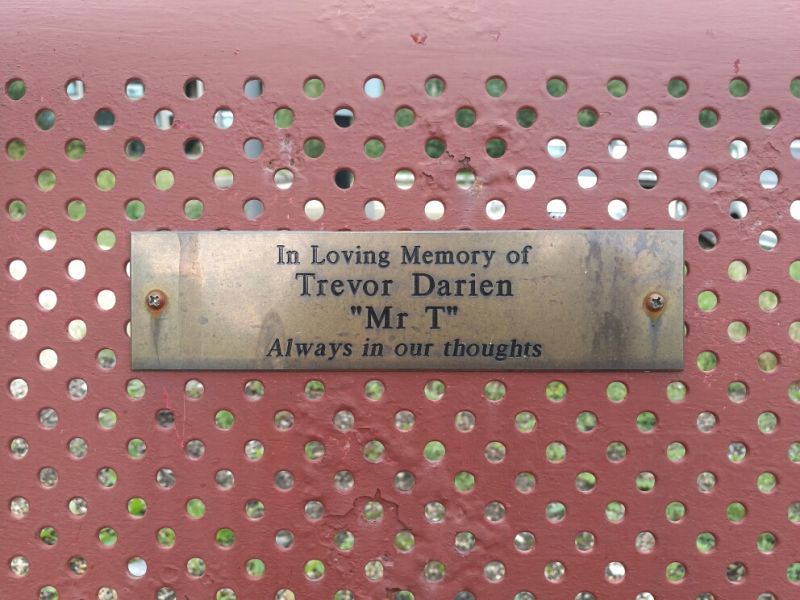 In Loving Memory of
Trevor Darien
"Mr T"
Always in our thoughts